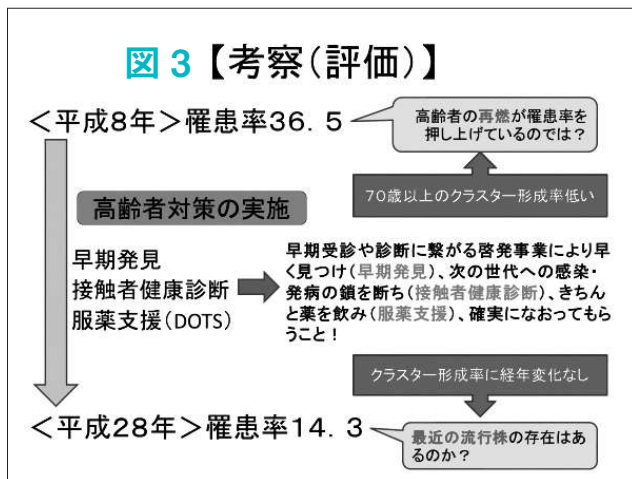 図3【考察(評価)】
<平成8年>罹患率36.5
高齢者の再燃が罹患率を
押し上げているのでは?
70歳以上のクラスター形成率低い
高齢者対策の実施
早期発見
接触者健康診断
服薬支援(DOTS)
早期受診や診断に繋がる啓発事業により早
く見つけ(早期発見)、次の世代への感染・
発病の鎖を断ち(接触者健康診断)、きちん
と薬を飲み(服薬支援)、確実になおってもら
うこと!
クラスター形成率に経年変化なし
<平成28年>罹患率14.3
最近の流行株の存在はあ
るのか?